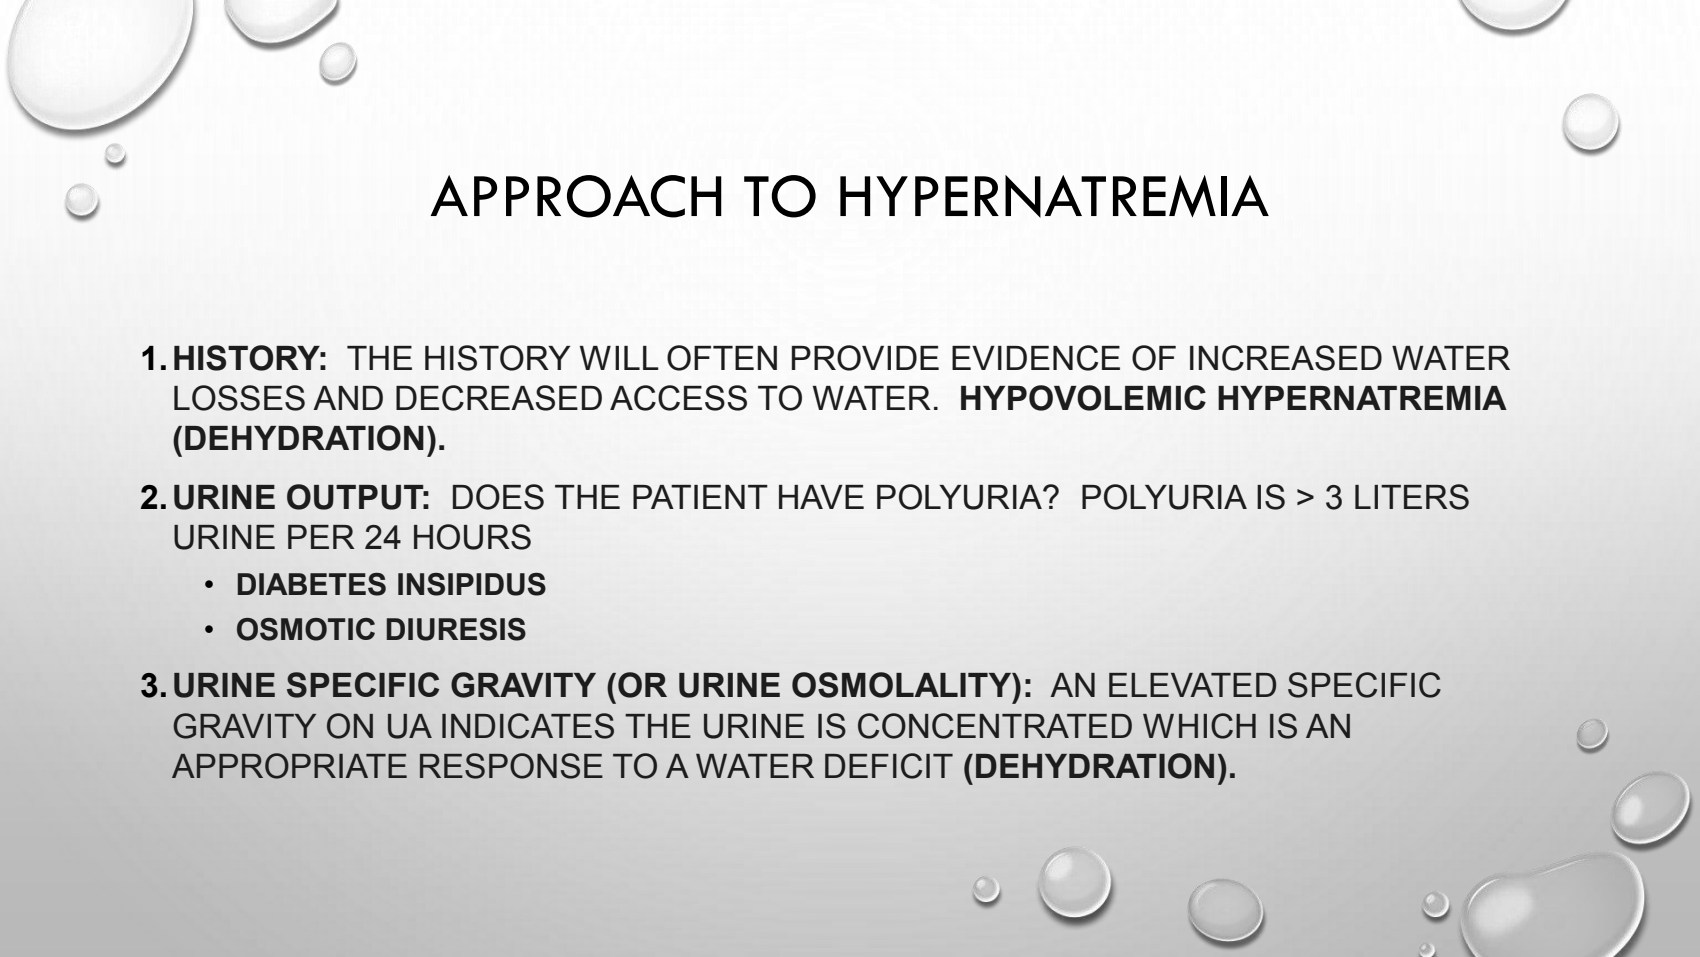 APPROACH TO HYPERNATREMIA
1. HISTORY: THE HISTORY WILL OFTEN PROVIDE EVIDENCE OF INCREASED WATER
LOSSES AND DECREASED ACCESS TO WATER. HYPOVOLEMIC HYPERNATREMIA
(DEHYDRATION).
2. URINE OUTPUT: DOES THE PATIENT HAVE POLYURIA? POLYURIA IS > 3 LITERS
URINE PER 24 HOURS
• DIABETES INSIPIDUS
• OSMOTIC DIURESIS
3. URINE SPECIFIC GRAVITY (OR URINE OSMOLALITY): AN ELEVATED SPECIFIC
GRAVITY ON UA INDICATES THE URINE IS CONCENTRATED WHICH IS AN
APPROPRIATE RESPONSE TO A WATER DEFICIT (DEHYDRATION).